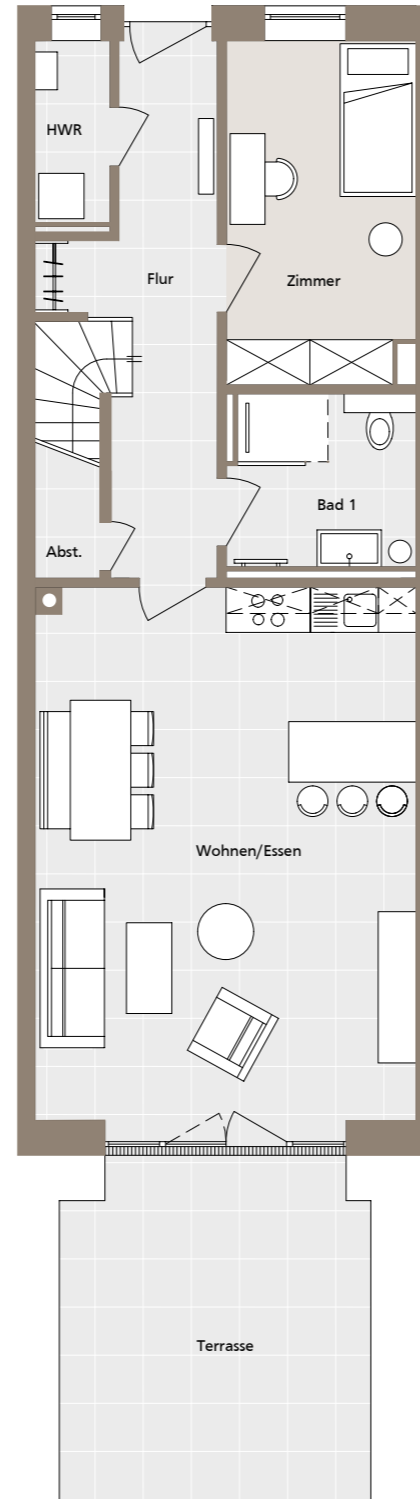 HWR
Flur
Zimmer
Bad 1
Abst.
Wohnen/Essen
Terrasse